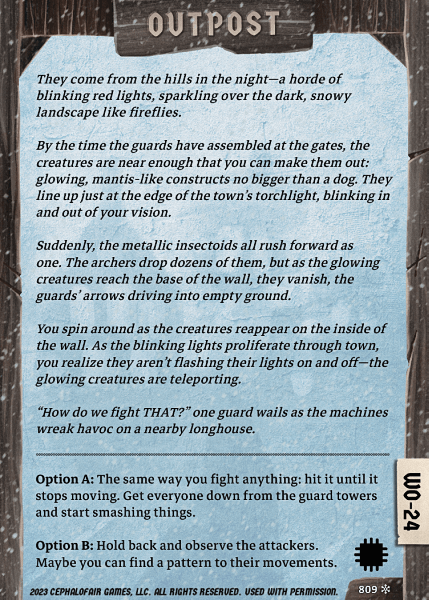 OUTPOST
They come from the hills in the night—a horde of
blinking red lights, sparkling over the dark, snowy
landscape like fireflies.
By the time the guards have assembled at the gates, the
creatures are near enough that you can make them out:
glowing, mantis-like constructs no bigger than a dog. They
line up just at the edge of the town's torchlight, blinking in
and out of your vision.
Suddenly, the metallic insectoids all rush forward as
one. The archers drop dozens of them, but as the glowing
creatures reach the base of the wall, they vanish, the
guards' arrows driving into empty ground.
You spin around as the creatures reappear on the inside of
the wall. As the blinking lights proliferate through town,
you realize they aren't flashing their lights on and off—the
glowing creatures are teleporting.
“How do we fight THAT?” one guard wails as the machines
wreak havoc on a nearby longhouse.
Option A: The same way you fight anything: hit it until it
stops moving. Get everyone down from the guard towers
and start smashing things.
Option B: Hold back and observe the attackers.
Maybe you can find a pattern to their movements.
WO-24
2023 CEPHALOFAIR GAMES, LLC. ALL RIGHTS RESERVED. USED WITH PERMISSION.
809